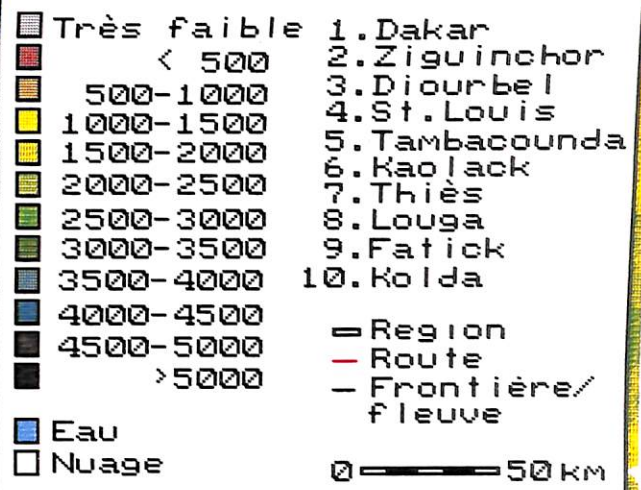 Très faible
< 500
500-1000
1000-1500
1500-2000
2000-2500
2500-3000
3000-3500
3500-4000
4000-4500
4500-5000
>5000
Eau
Nuage
1.Dakar
2.Ziguinchor
3.Diourbel
4.St.Louis
5.Tambacounda
6.Kaolack
7.Thiès
8.Louga
9.Fatick
10.Kolda
Region
Route
Frontière/
fleuve
0 50 KM